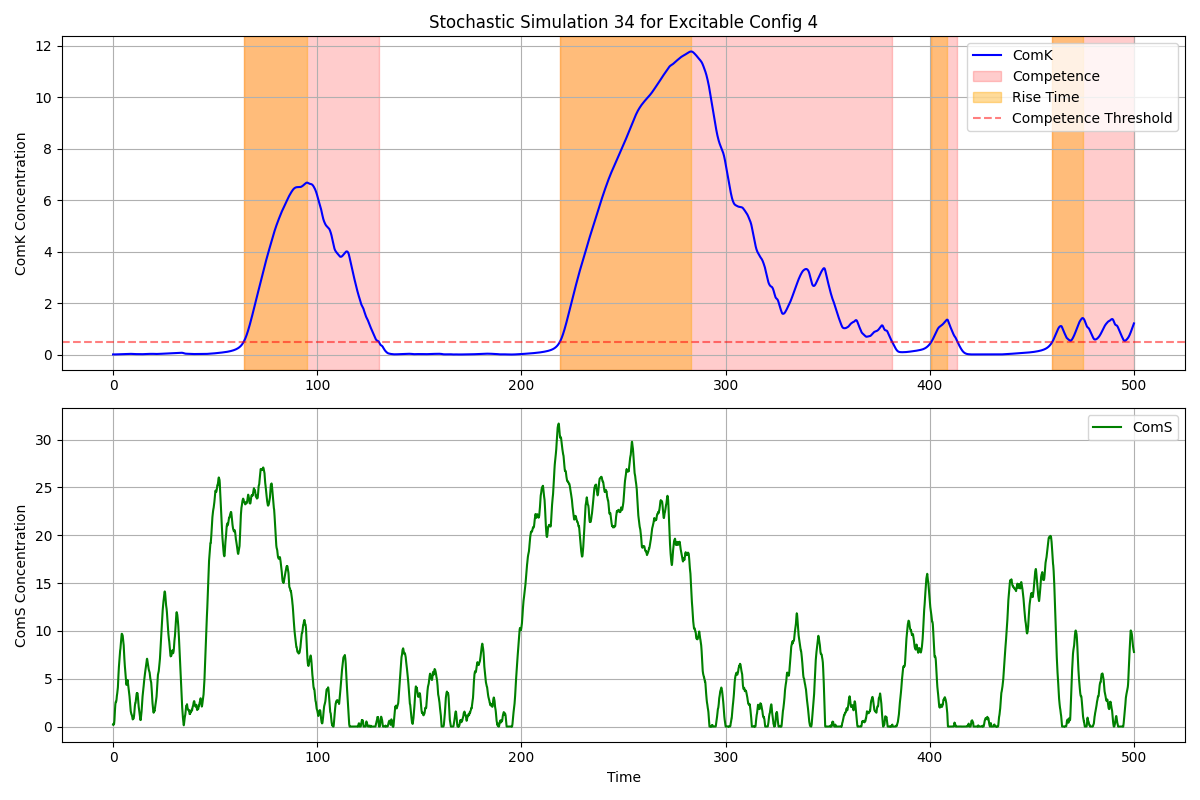 Stochastic Simulation 34 for Excitable Config 4
ComK Concentration
12
10
8
6
4
2
0
0 100 200 300 400 500
ComK
Competence
Rise Time
Competence Threshold
ComS Concentration
30
25
20
15
10
5
0
0 100 200 300 400 500
ComS
Time